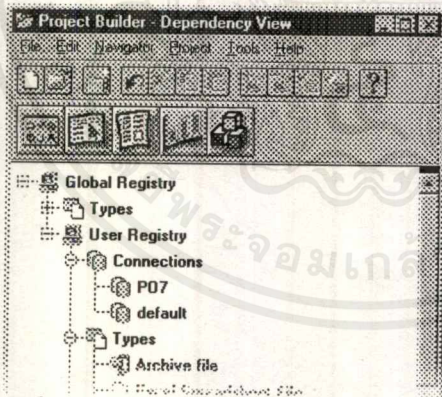 Project Builder - Dependency View
File Edit Navigator Project Tools Help
Global Registry
Types
User Registry
Connections
PO7
default
Types
Archive file